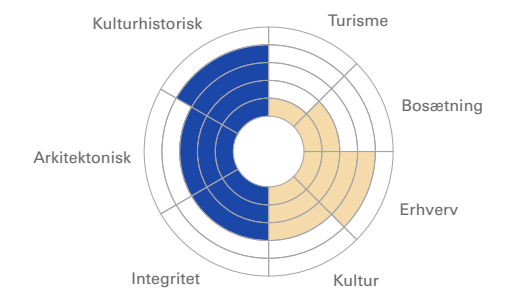 Kulturhistorisk
Turisme
Bosætning
Arkitektonisk
Erhverv
Integritet
Kultur